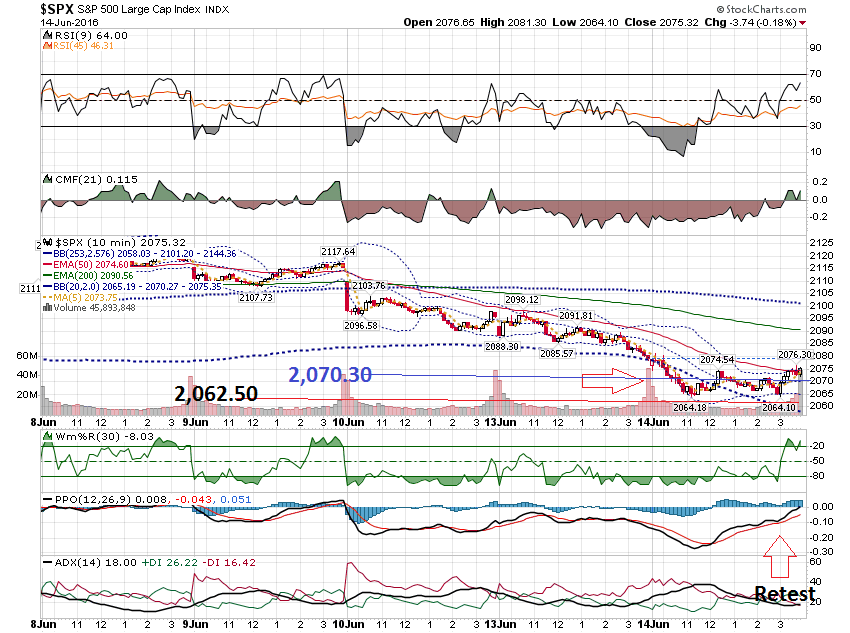 $SPX S&P 500 Large Cap Index INDX
© StockCharts.com
14-Jun-2016
Open 2076.65 High 2081.30 Low 2064.10 Close 2075.32 Chg -3.74 (-0.18%)
RSI(9) 64.00
RSI(45) 46.31
90
70
50
30
10
CMF(21) 0.115
0.2
0.0
-0.2
$SPX (10 min) 2075.32
BB(253,2.576) 2058.03 - 2101.20 - 2144.36
EMA(50) 2074.60
EMA(200) 2090.56
BB(20,2.0) 2065.19 - 2070.27 - 2075.35
MA(5) 2073.75
Volume 45,893,848
2111
2117.64
2107.73
2103.76
2096.58
2098.12
2088.30
2091.81
2085.57
2074.54
2076.30
2064.18
2064.10
2125
2120
2115
2110
2105
2100
2095
2090
2085
2080
2075
2070
2065
2060
60M
40M
20M
2,062.50
2,070.30
8Jun 11 12 1 2 3 9Jun 11 12 1 2 3 10Jun 11 12 1 2 3 13Jun 11 12 1 2 3 14Jun 11 12 1 2 3
Wm%R(30) -8.03
-20
-50
-80
PPO(12,26,9) 0.008, -0.043, 0.051
0.00
-0.10
-0.20
-0.30
ADX(14) 18.00 +DI 26.22 -DI 16.42
60
40
20
Retest
8Jun 11 12 1 2 3 9Jun 11 12 1 2 3 10Jun 11 12 1 2 3 13Jun 11 12 1 2 3 14Jun 11 12 1 2 3